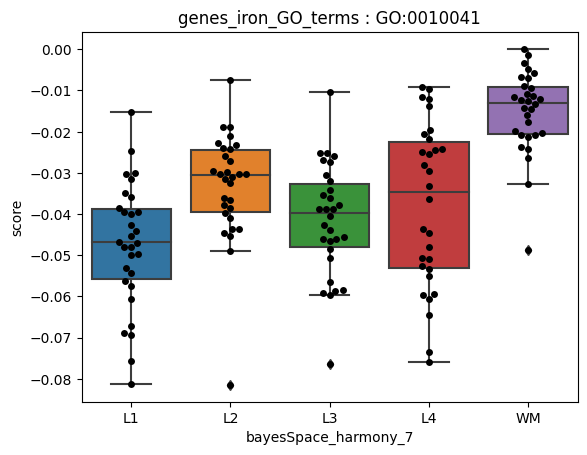 genes_iron_GO_terms : GO:0010041
0.00
−0.01
−0.02
−0.03
−0.04
−0.05
−0.06
−0.07
−0.08
score
L1 L2 L3 L4 WM
bayesSpace_harmony_7